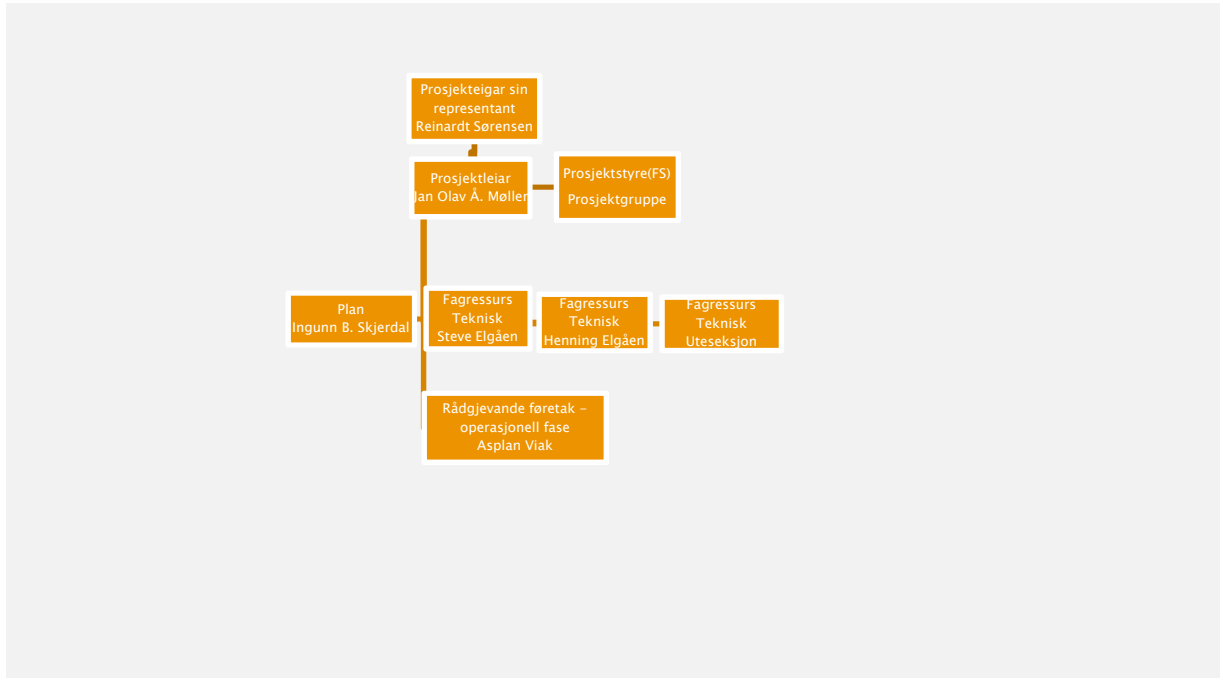 Prosjekteigar sin
representant
Reinardt Sørensen
Prosjektleiar
Jan Olav Å. Møller
Prosjektstyre(FS)
Prosjektgruppe
Plan
Ingunn B. Skjerdal
Fagressurs
Teknisk
Steve Elgåen
Fagressurs
Teknisk
Henning Elgåen
Fagressurs
Teknisk
Uteseksjon
Rådgjevande føretak –
operasjonell fase
Asplan Viak